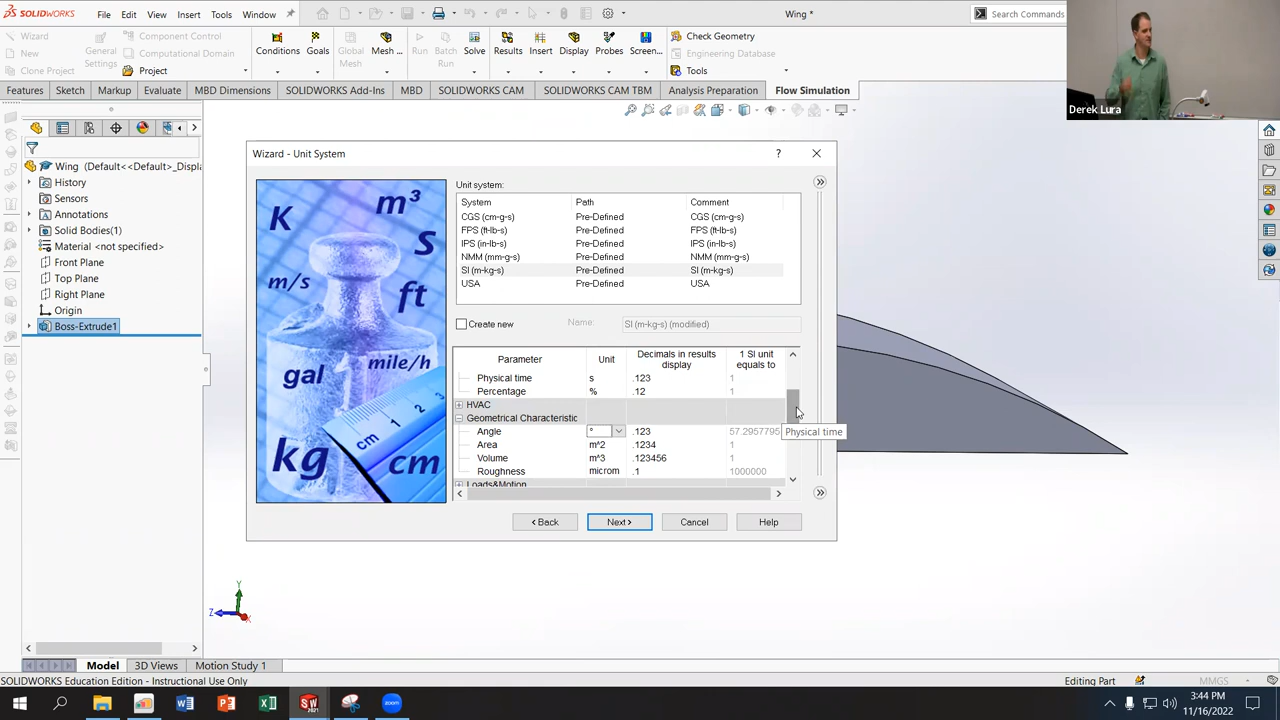 SOLIDWORKS
File Edit View Insert Tools Window
Wing *
Search Commands
Wizard
New
Clone Project
General Settings
Component Control
Computational Domain
Project
Conditions
Goals
Global Mesh
Mesh ...
Run
Batch Run
Solve
Results
Insert
Display
Probes
Screen...
Check Geometry
Engineering Database
Tools
Features Sketch Markup Evaluate MBD Dimensions SOLIDWORKS Add-Ins MBD SOLIDWORKS CAM SOLIDWORKS CAM TBM Analysis Preparation Flow Simulation
Derek Lura
Wing (Default<<Default>_Displa
History
Sensors
Annotations
Solid Bodies(1)
Material <not specified>
Front Plane
Top Plane
Right Plane
Origin
Boss-Extrude1
Wizard - Unit System
?
K
m³
S
m/s
ft
gal
mile/h
cm
kg
cm
Unit system:
System Path Comment
CGS (cm-g-s) Pre-Defined CGS (cm-g-s)
FPS (ft-lb-s) Pre-Defined FPS (ft-lb-s)
IPS (in-lb-s) Pre-Defined IPS (in-lb-s)
NMM (mm-g-s) Pre-Defined NMM (mm-g-s)
SI (m-kg-s) Pre-Defined SI (m-kg-s)
USA Pre-Defined USA
Create new Name: SI (m-kg-s) (modified)
Parameter Unit Decimals in results display 1 SI unit equals to
Physical time s .123 1
Percentage % .12 1
HVAC
Geometrical Characteristic
Angle ° .123 57.2957795
Area m^2 .1234 1
Volume m^3 .123456 1
Roughness microm .1 1000000
Loads&Motion
Physical time
< Back Next > Cancel Help
Y
Z
X
Model 3D Views Motion Study 1
SOLIDWORKS Education Edition - Instructional Use Only
Editing Part
MMGS
3:44 PM
11/16/2022